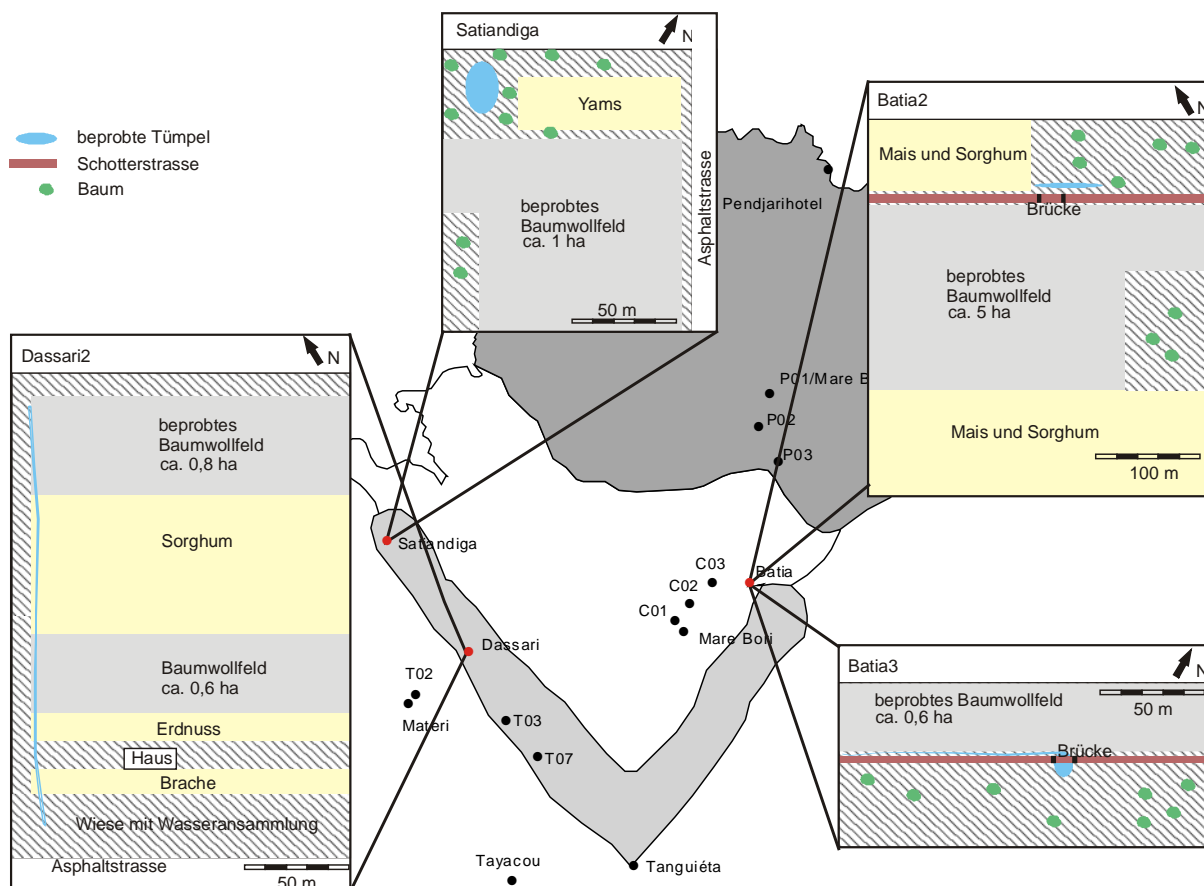 beprobte Tümpel
Schotterstrasse
Baum
Satiandiga
N
Yams
beprobtes
Baumwollfeld
ca. 1 ha
50 m
Asphaltstrasse
Batia2
N
Mais und Sorghum
Brücke
beprobtes
Baumwollfeld
ca. 5 ha
Mais und Sorghum
100 m
Dassari2
N
beprobtes
Baumwollfeld
ca. 0,8 ha
Sorghum
Baumwollfeld
ca. 0,6 ha
Erdnuss
Haus
Brache
Wiese mit Wasseransammlung
Asphaltstrasse
50 m
Pendjarihotel
P01/Mare B
P02
P03
Satiandiga
Batia
C03
C02
C01
Mare Bori
Dassari
T02
Matéri
T03
T07
Tayacou
Tanguiéta
Batia3
N
beprobtes Baumwollfeld
ca. 0,6 ha
50 m
Brücke